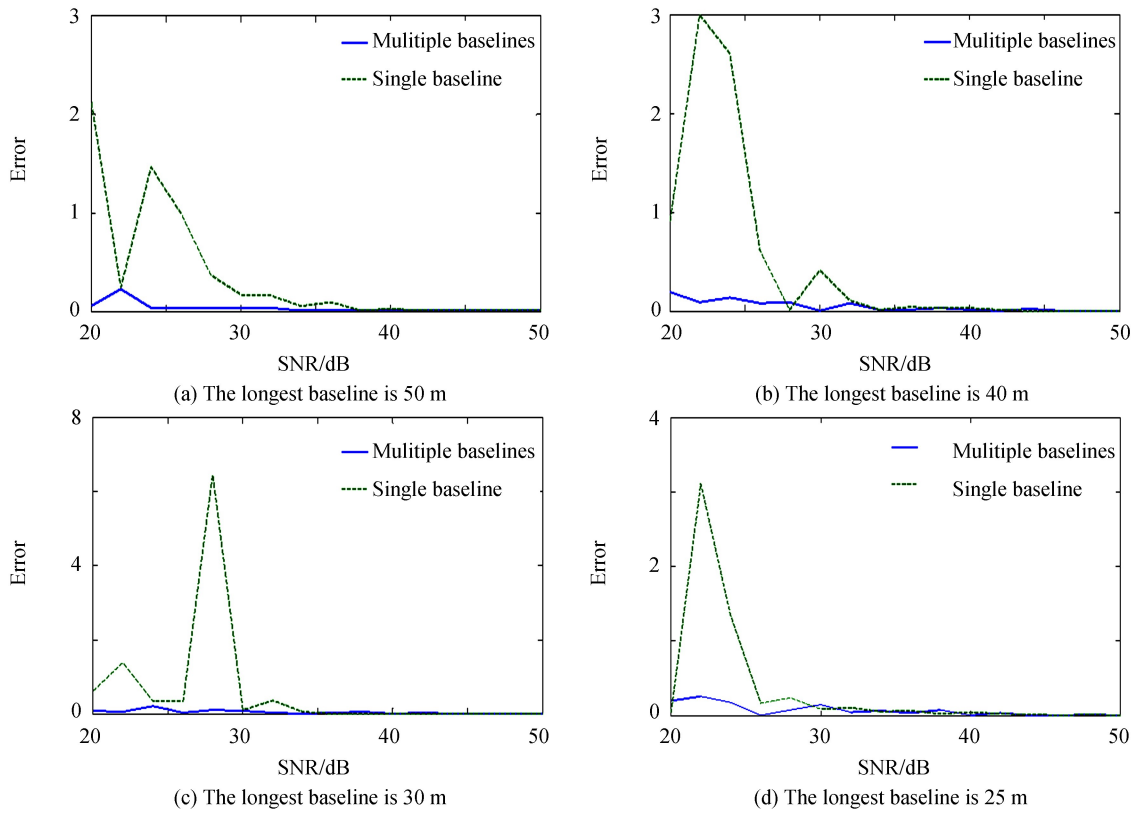 3
2
1
0
Error
Mulitiple baselines
Single baseline
20
30
40
50
SNR/dB
(a) The longest baseline is 50 m
3
2
1
0
Error
Mulitiple baselines
Single baseline
20
30
40
50
SNR/dB
(b) The longest baseline is 40 m
8
4
0
Error
Mulitiple baselines
Single baseline
20
30
40
50
SNR/dB
(c) The longest baseline is 30 m
4
2
0
Error
Mulitiple baselines
Single baseline
20
30
40
50
SNR/dB
(d) The longest baseline is 25 m